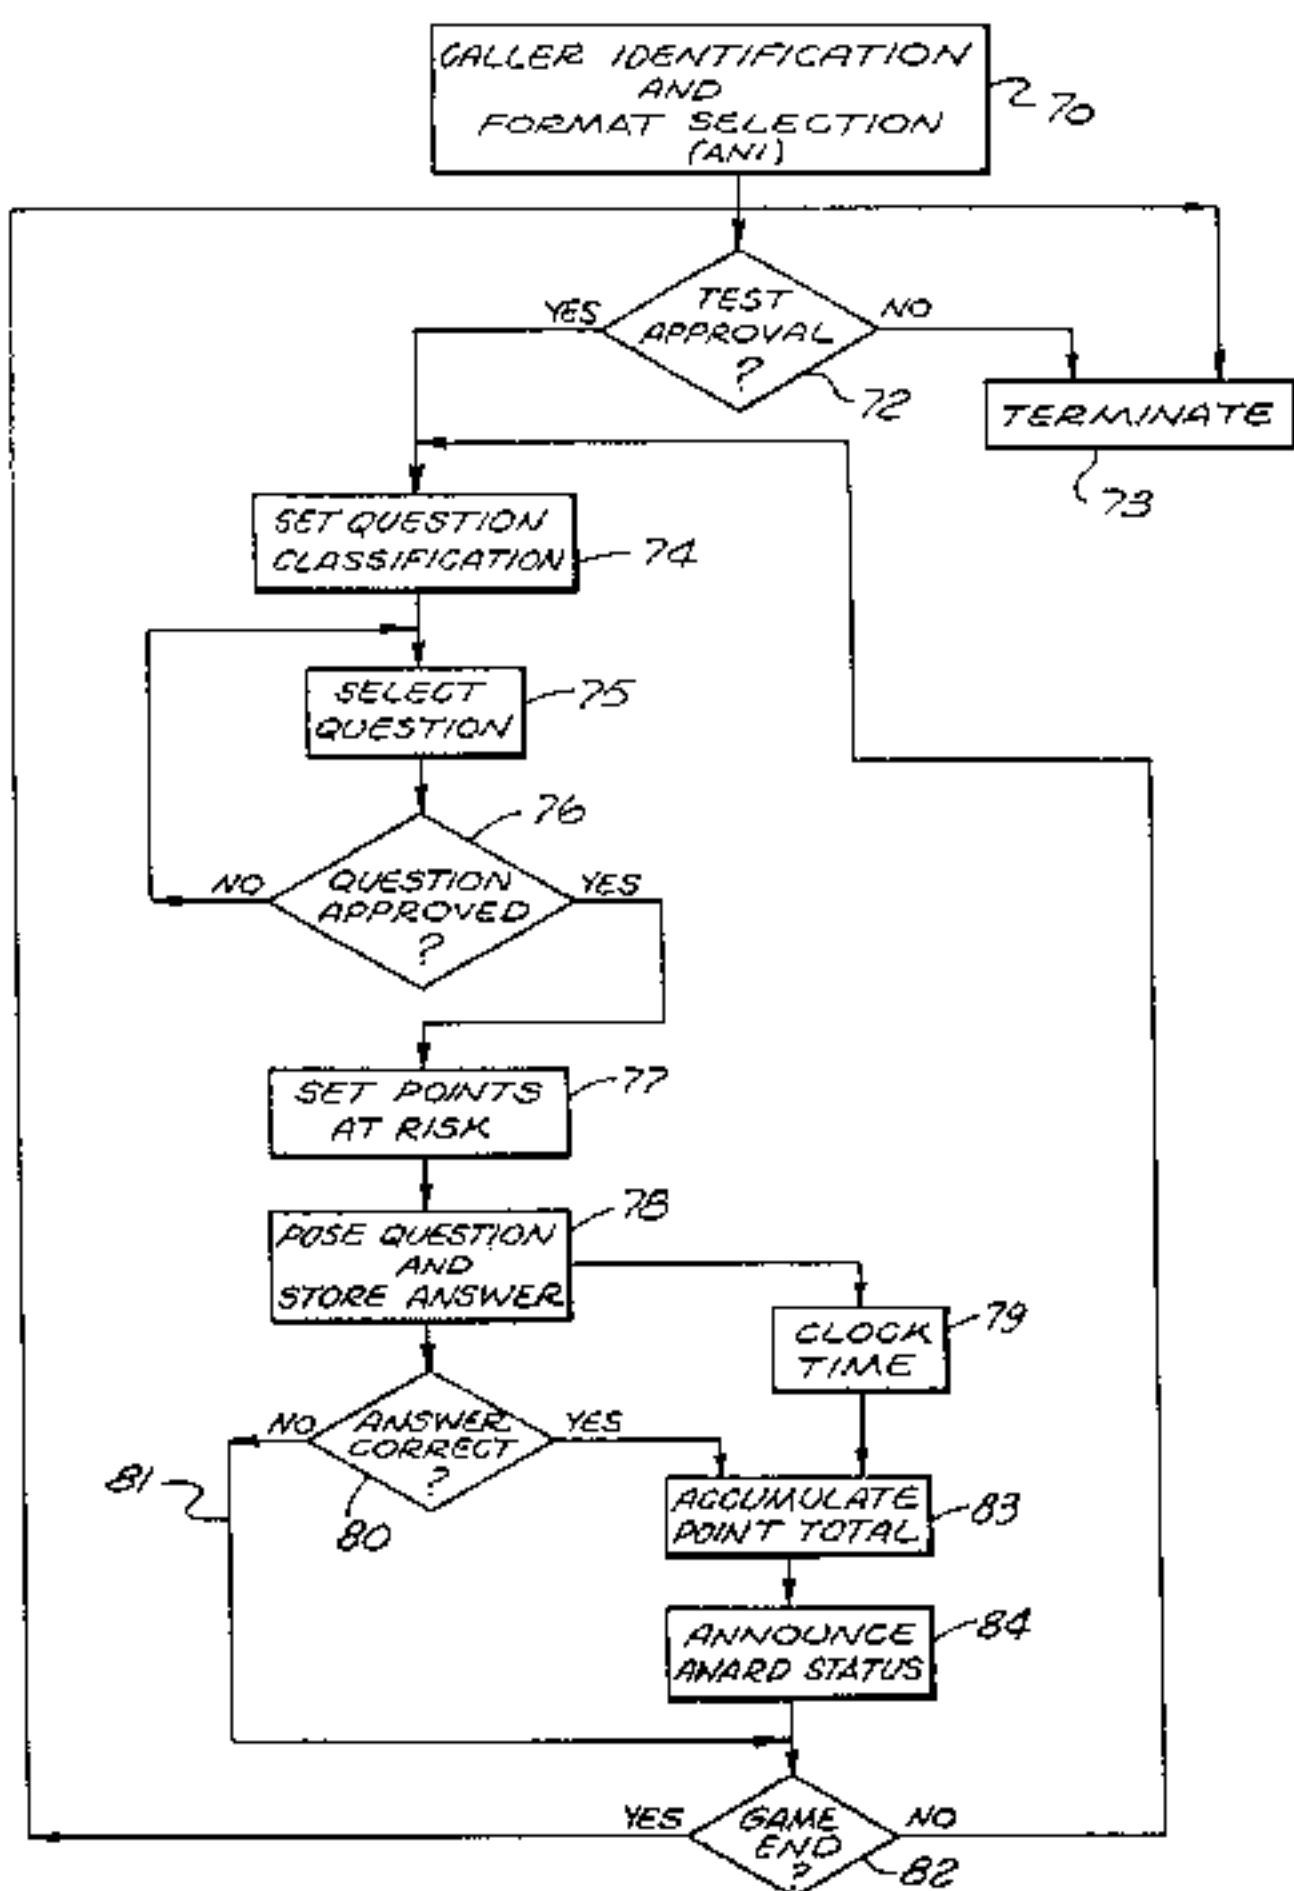 CALLER IDENTIFICATION
AND
FORMAT SELECTION
(ANI)
70
TEST
APPROVAL
?
YES
NO
72
TERMINATE
73
SET QUESTION
CLASSIFICATION
74
SELECT
QUESTION
75
76
QUESTION
APPROVED
?
NO
YES
SET POINTS
AT RISK
77
POSE QUESTION
AND
STORE ANSWER
78
CLOCK
TIME
79
ANSWER
CORRECT
?
NO
YES
80
81
ACCUMULATE
POINT TOTAL
83
ANNOUNCE
AWARD STATUS
84
GAME
END
?
YES
NO
82